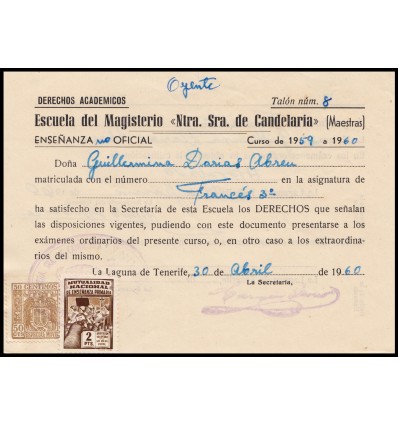 Oyente
DERECHOS ACADEMICOS Talón núm. 8
Escuela del Magisterio «Ntra. Sra. de Candelaria» (Maestras)
ENSEÑANZA no OFICIAL Curso de 1959 a 1960
Doña Guillermina Darias Abreu
matriculada con el número en la asignatura de
Francés 3º
ha satisfecho en la Secretaría de esta Escuela los DERECHOS que señalan
las disposiciones vigentes, pudiendo con este documento presentarse a los
exámenes ordinarios del presente curso, o, en otro caso a los extraordina-
rios del mismo.
La Laguna de Tenerife, 30 de Abril de 1960
La Secretaria,
50 CENTIMOS
50 50
MUTUALIDAD
NACIONAL
DE ENSEÑANZA PRIMARIA
2
PTS